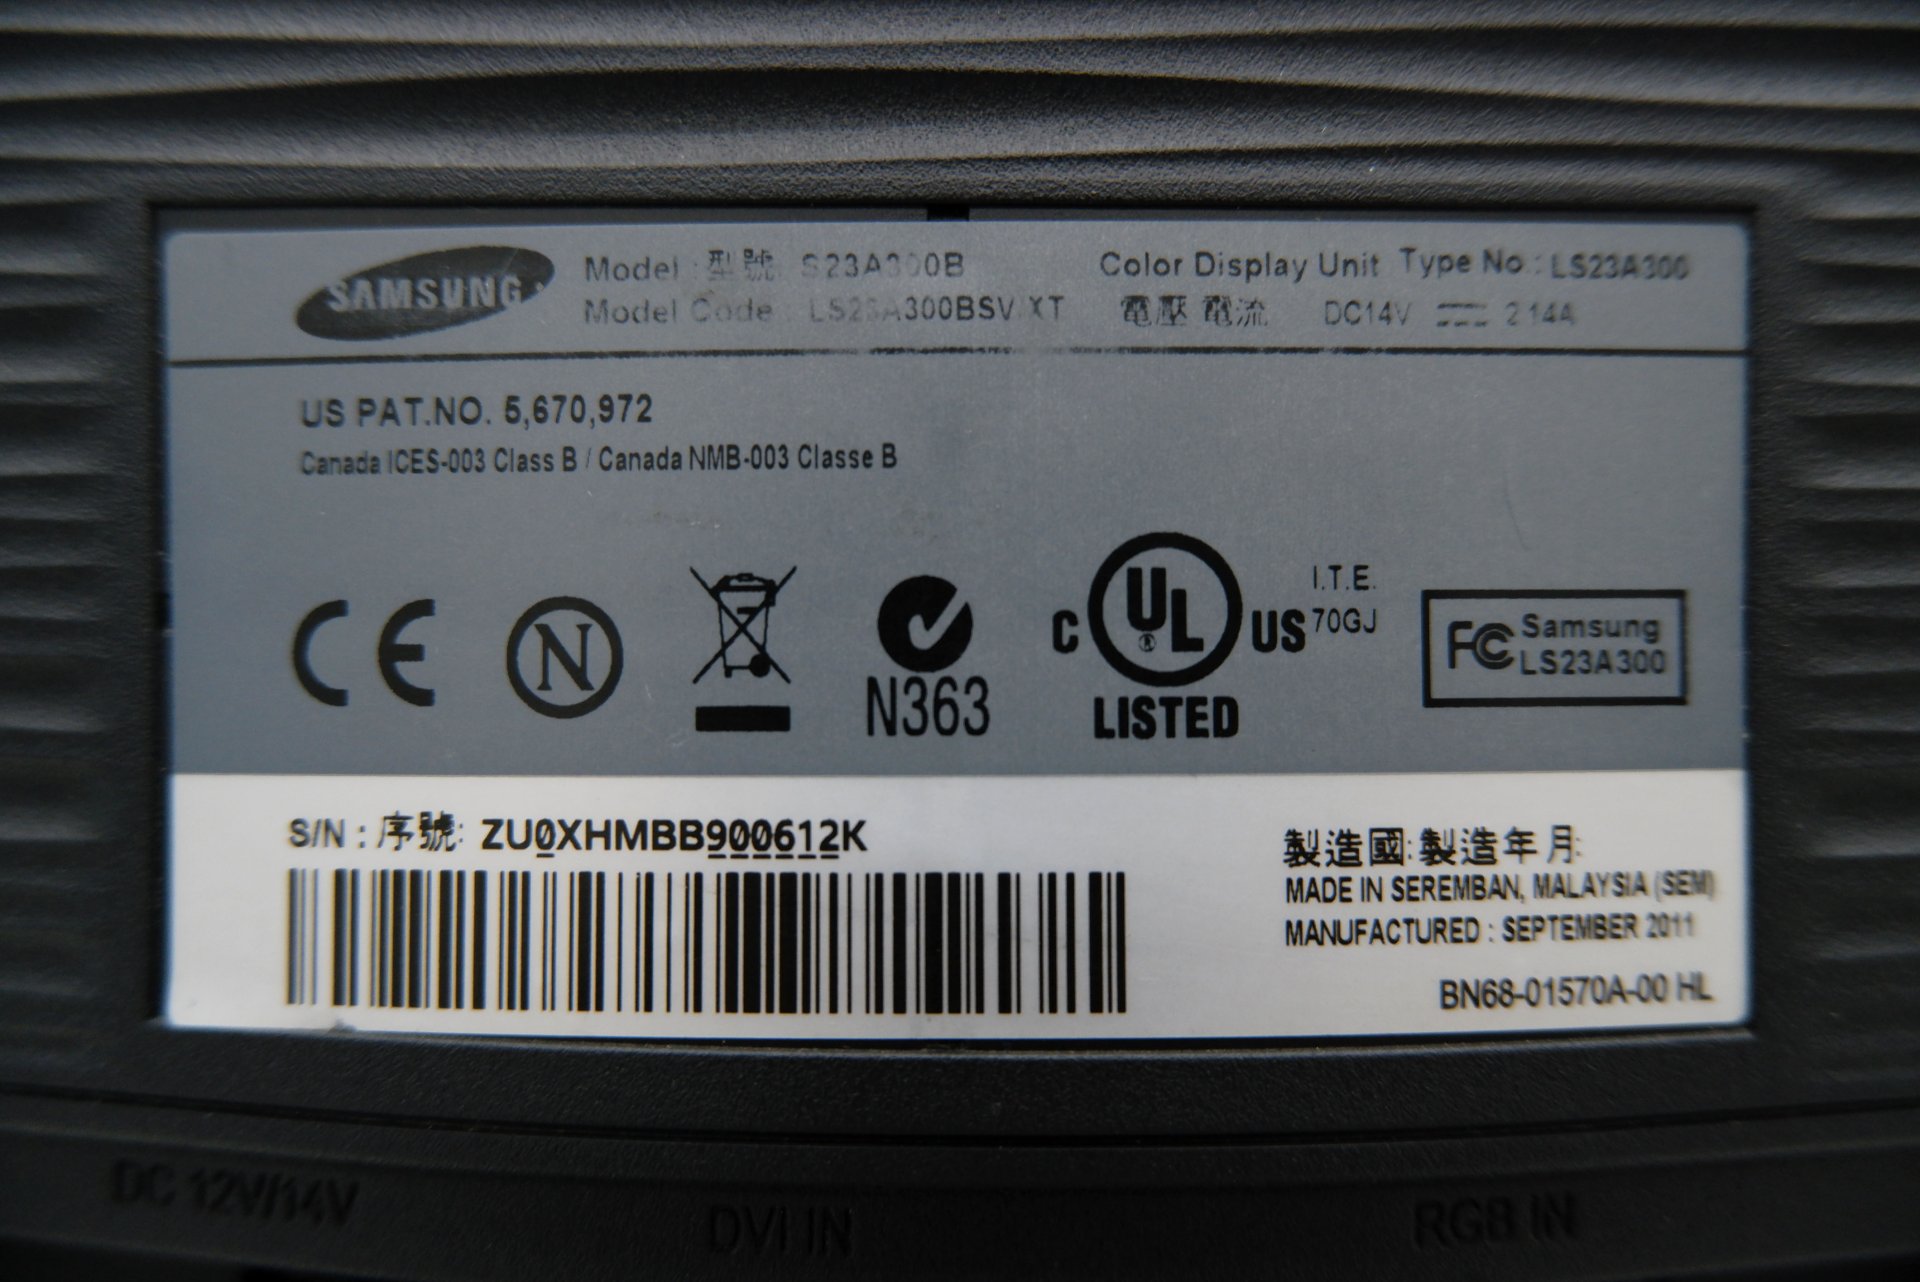 SAMSUNG
Model : 型號 S23A300B
Model Code : LS23A300BSV/XT
Color Display Unit Type No : LS23A300
電壓 電流 DC14V ⎓ 2.14A
US PAT.NO. 5,670,972
Canada ICES-003 Class B / Canada NMB-003 Classe B
CE
N
N363
C UL ® US
LISTED
I.T.E.
70GJ
FC Samsung
LS23A300
S/N : 序號: ZU0XHMBB900612K
製造國: 製造年月:
MADE IN SEREMBAN, MALAYSIA (SEM)
MANUFACTURED : SEPTEMBER 2011
BN68-01570A-00 HL
DC 12V/14V
DVI IN
RGB IN